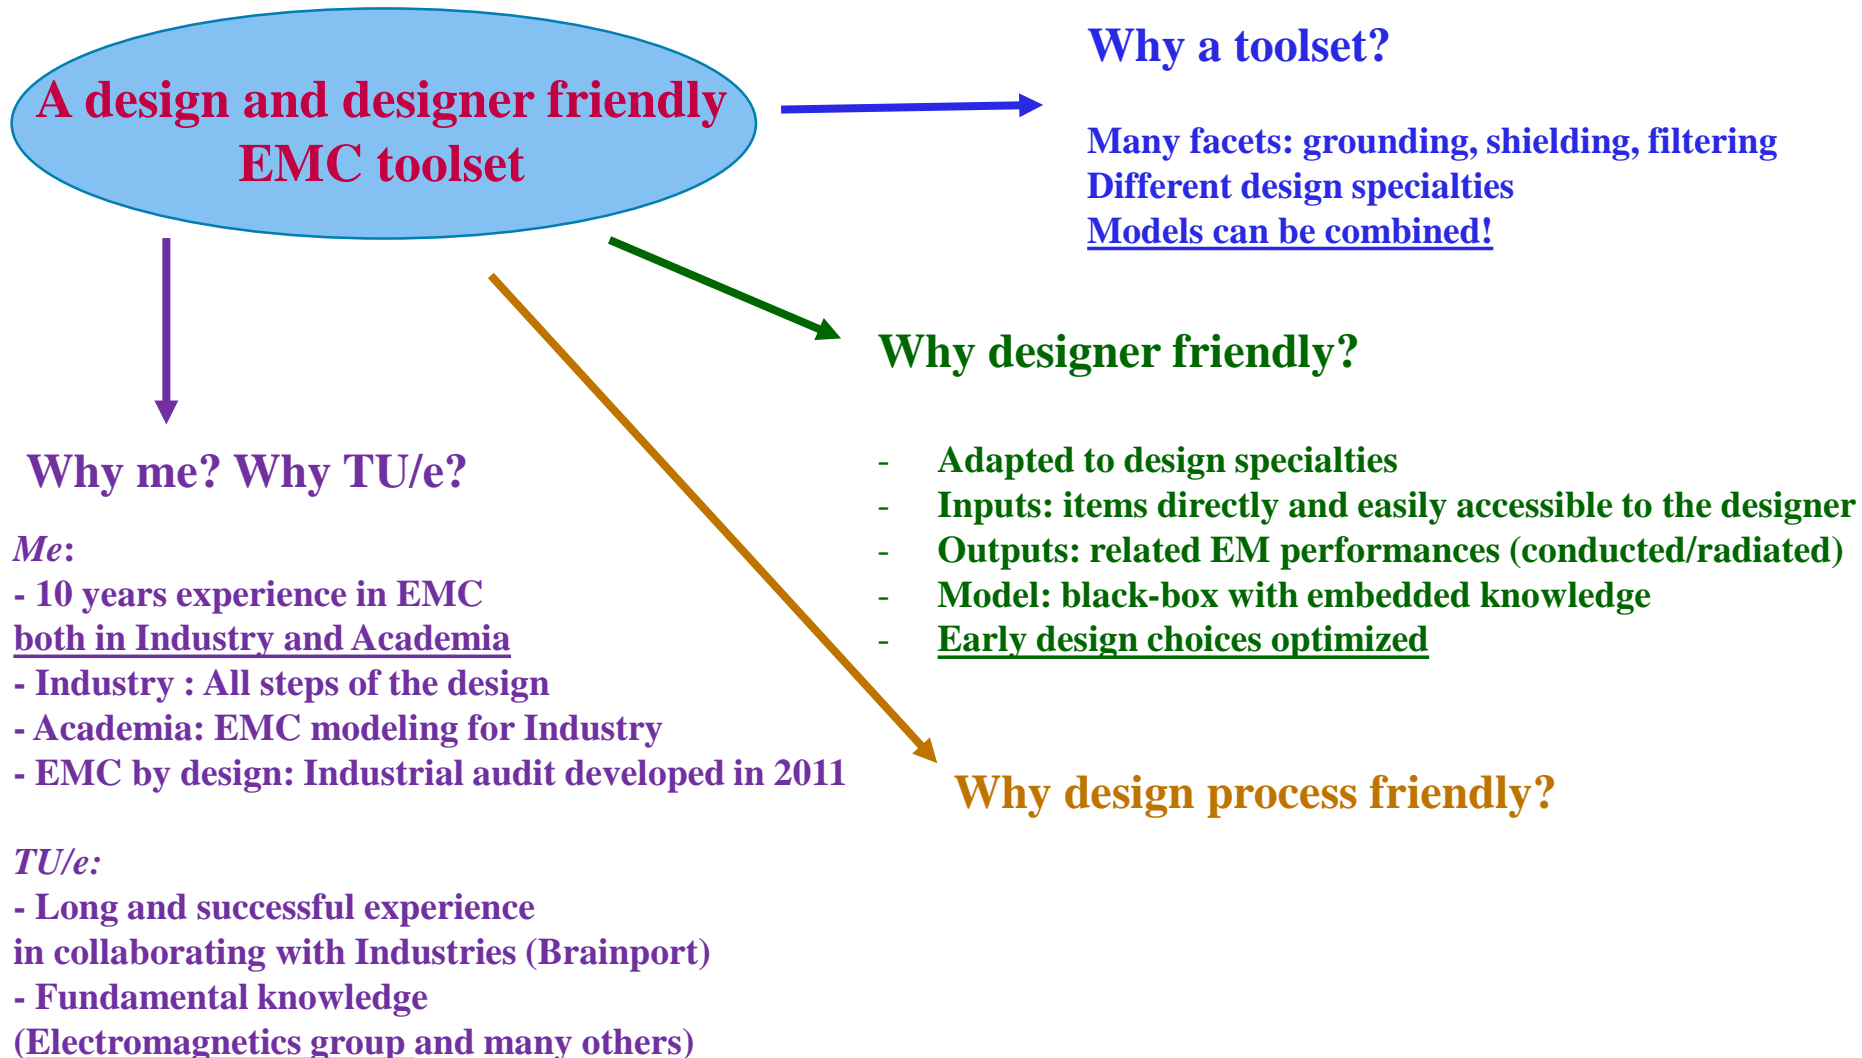 A design and designer friendly
EMC toolset
Why a toolset?
Many facets: grounding, shielding, filtering
Different design specialties
Models can be combined!
Why designer friendly?
- Adapted to design specialties
- Inputs: items directly and easily accessible to the designer
- Outputs: related EM performances (conducted/radiated)
- Model: black-box with embedded knowledge
- Early design choices optimized
Why design process friendly?
Why me? Why TU/e?
Me:
- 10 years experience in EMC
both in Industry and Academia
- Industry : All steps of the design
- Academia: EMC modeling for Industry
- EMC by design: Industrial audit developed in 2011
TU/e:
- Long and successful experience
in collaborating with Industries (Brainport)
- Fundamental knowledge
(Electromagnetics group and many others)